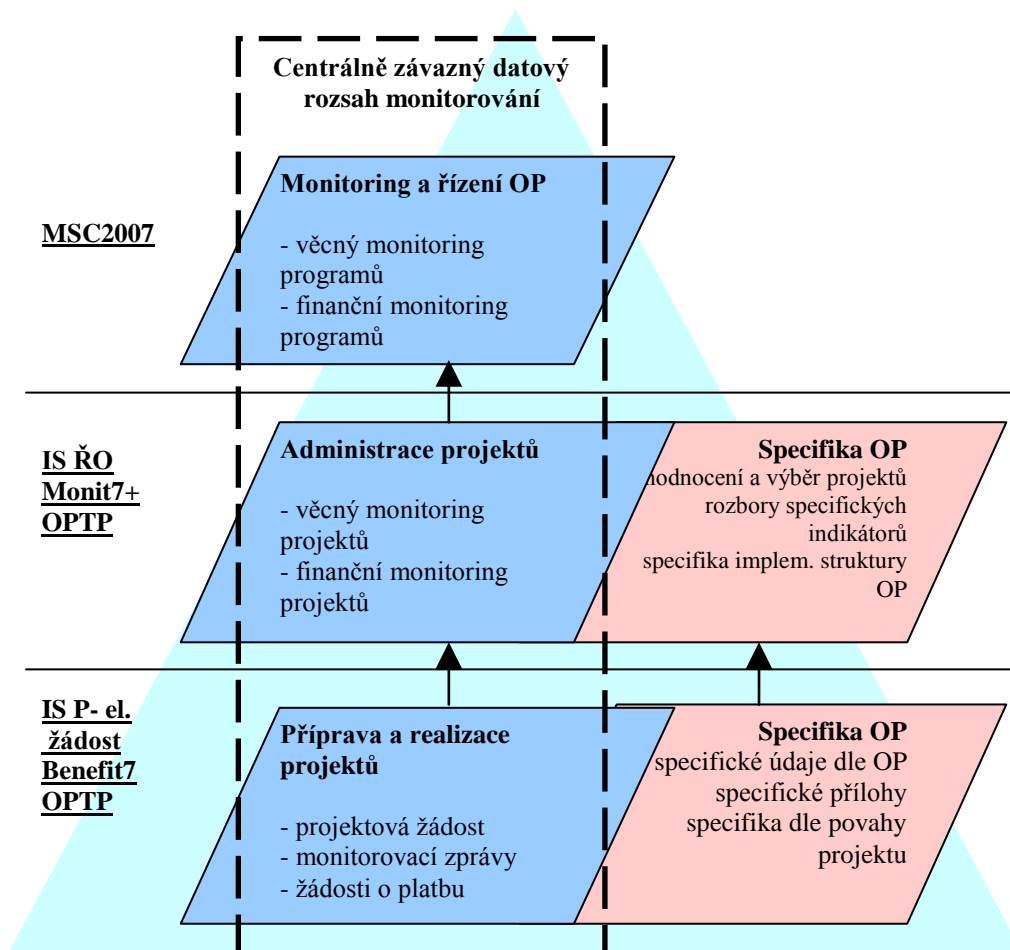 Centrálně závazný datový
rozsah monitorování
MSC2007
Monitoring a řízení OP
- věcný monitoring
programů
- finanční monitoring
programů
IS ŘO
Monit7+
OPTP
Administrace projektů
- věcný monitoring
projektů
- finanční monitoring
projektů
Specifika OP
hodnocení a výběr projektů
rozbory specifických
indikátorů
specifika implem. struktury
OP
IS P- el.
žádost
Benefit7
OPTP
Příprava a realizace
projektů
- projektová žádost
- monitorovací zprávy
- žádosti o platbu
Specifika OP
specifické údaje dle OP
specifické přílohy
specifika dle povahy
projektu